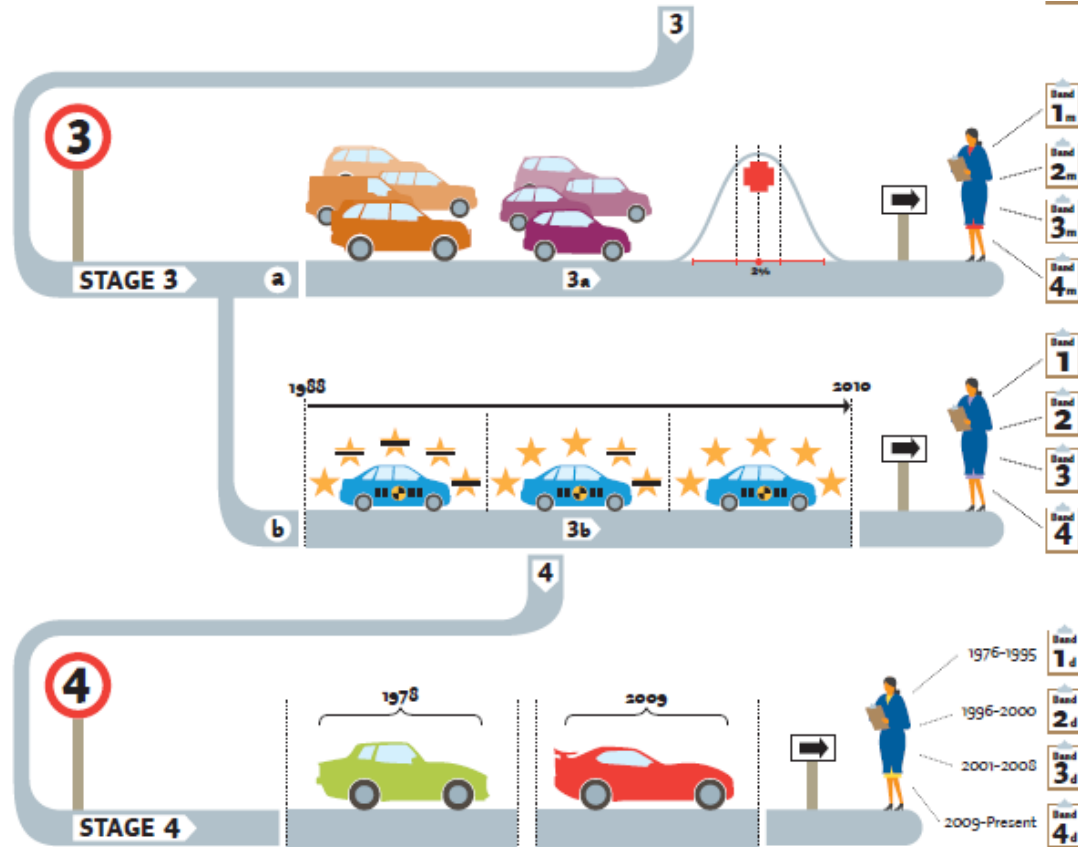 3
3
STAGE 3
a
3a
2%
Band
1m
Band
2m
Band
3m
Band
4m
1988
2010
b
3b
Band
1
Band
2
Band
3
Band
4
4
4
STAGE 4
1978
2009
1976-1995
Band
1d
1996-2000
Band
2d
2001-2008
Band
3d
2009-Present
Band
4d